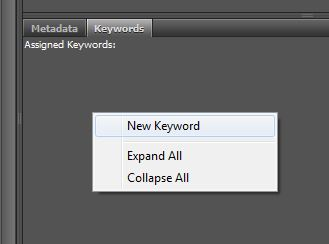 Metadata Keywords
Assigned Keywords:
New Keyword
Expand All
Collapse All